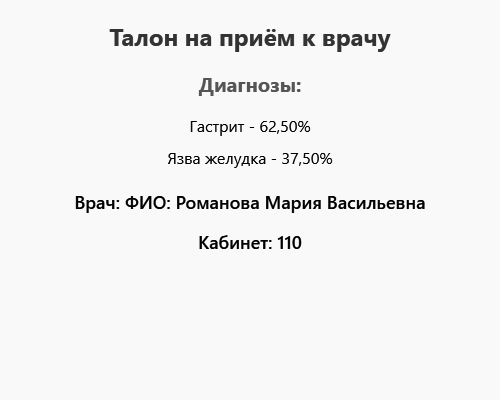 Талон на приём к врачу
Диагнозы:
Гастрит - 62,50%
Язва желудка - 37,50%
Врач: ФИО: Романова Мария Васильевна
Кабинет: 110